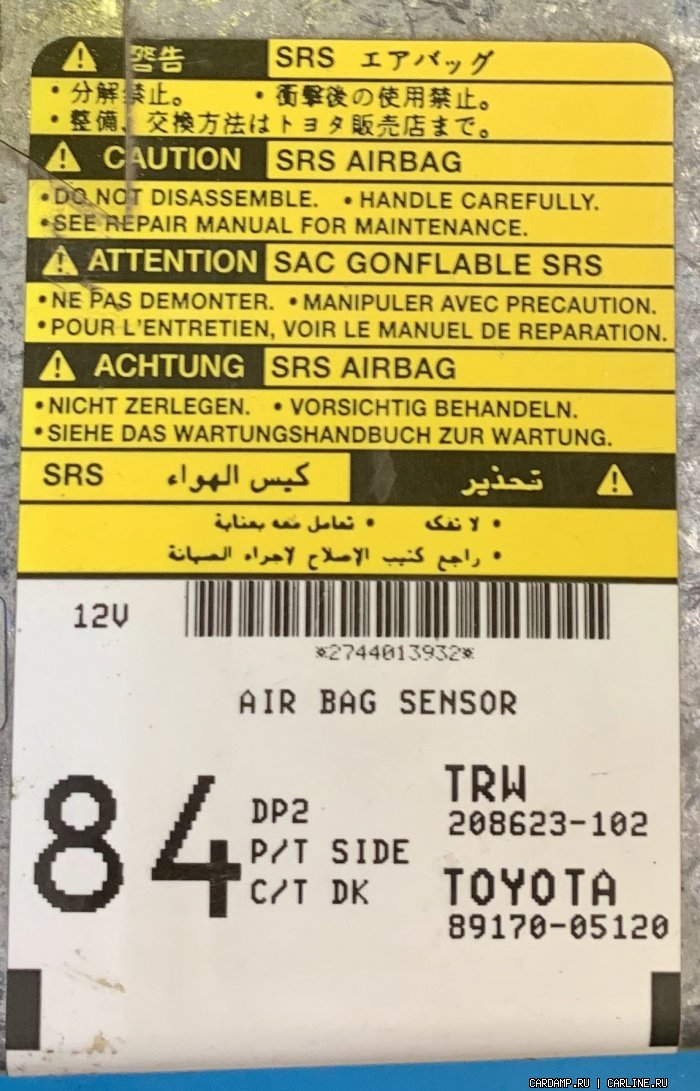 ⚠ 警告 SRS エアバッグ
・分解禁止。 ・衝撃後の使用禁止。
・整備、交換方法はトヨタ販売店まで。
⚠ CAUTION SRS AIRBAG
•DO NOT DISASSEMBLE. •HANDLE CAREFULLY.
•SEE REPAIR MANUAL FOR MAINTENANCE.
⚠ ATTENTION SAC GONFLABLE SRS
•NE PAS DEMONTER. •MANIPULER AVEC PRECAUTION.
•POUR L'ENTRETIEN, VOIR LE MANUEL DE REPARATION.
⚠ ACHTUNG SRS AIRBAG
•NICHT ZERLEGEN. •VORSICHTIG BEHANDELN.
•SIEHE DAS WARTUNGSHANDBUCH ZUR WARTUNG.
⚠ تحذير كيس الهواء SRS
• لا تفكه • تعامل معه بعناية
• راجع كتيب الإصلاح لاجراء الصيانة
12V
*2744013932*
AIR BAG SENSOR
84
DP2
P/T SIDE
C/T DK
TRW
208623-102
TOYOTA
89170-05120
CARDAMP.RU | CARLINE.RU